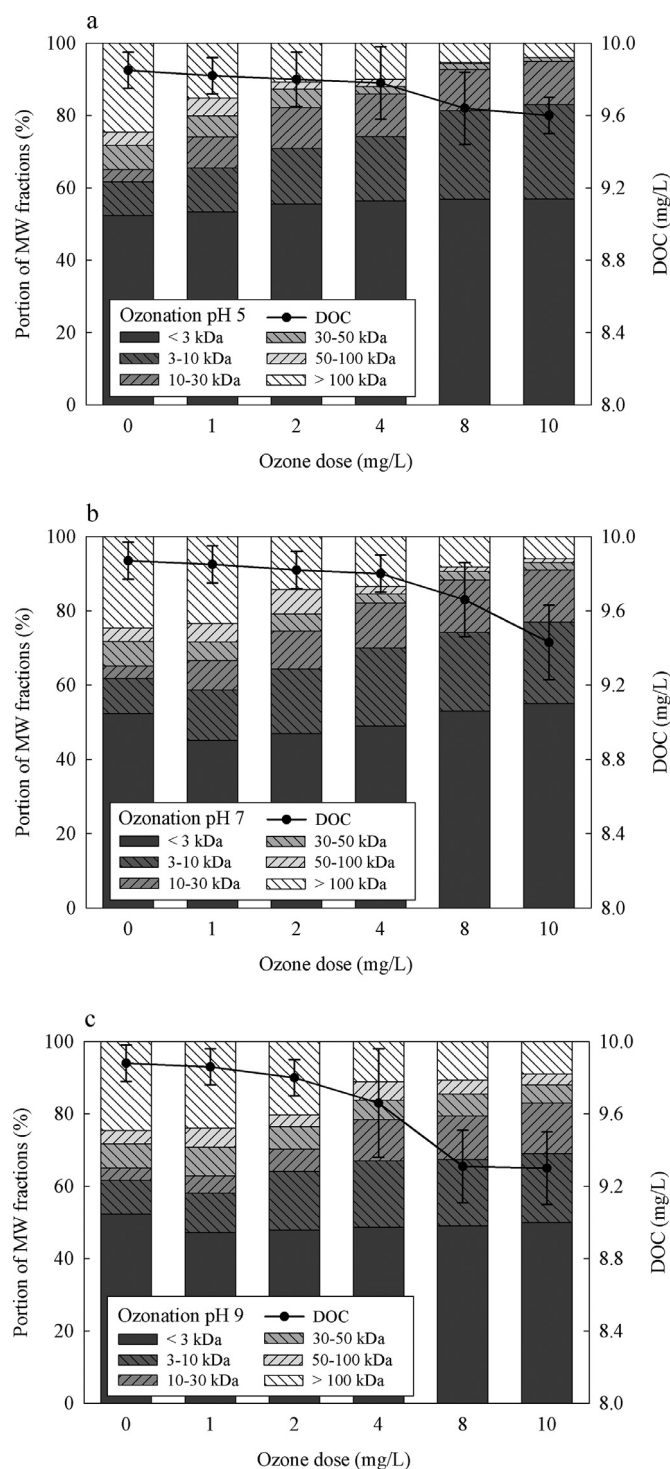 a
100
80
60
40
20
0
Portion of MW fractions (%)
10.0
9.6
9.2
8.8
8.4
8.0
DOC (mg/L)
Ozonation pH 5
DOC
< 3 kDa
30-50 kDa
3-10 kDa
50-100 kDa
10-30 kDa
> 100 kDa
0 1 2 4 8 10
Ozone dose (mg/L)
b
100
80
60
40
20
0
Portion of MW fractions (%)
10.0
9.6
9.2
8.8
8.4
8.0
DOC (mg/L)
Ozonation pH 7
DOC
< 3 kDa
30-50 kDa
3-10 kDa
50-100 kDa
10-30 kDa
> 100 kDa
0 1 2 4 8 10
Ozone dose (mg/L)
c
100
80
60
40
20
0
Portion of MW fractions (%)
10.0
9.6
9.2
8.8
8.4
8.0
DOC (mg/L)
Ozonation pH 9
DOC
< 3 kDa
30-50 kDa
3-10 kDa
50-100 kDa
10-30 kDa
> 100 kDa
0 1 2 4 8 10
Ozone dose (mg/L)